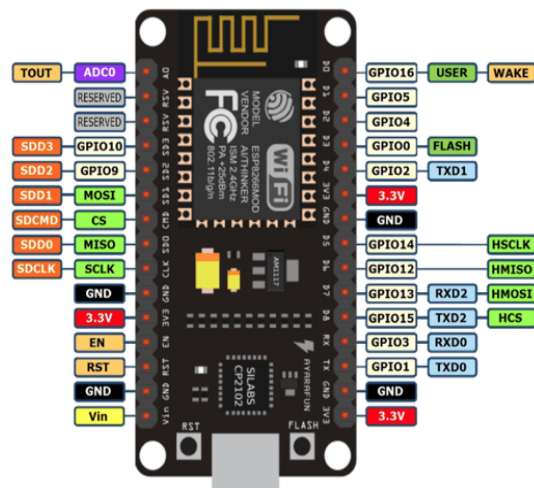 TOUT ADC0 A0 D0 GPIO16 USER WAKE
RESERVED RSV D1 GPIO5
RESERVED RSV D2 GPIO4
SDD3 GPIO10 SD3 D3 GPIO0 FLASH
SDD2 GPIO9 SD2 D4 GPIO2 TXD1
SDD1 MOSI SD1 3V3 3.3V
SDCMD CS CMD GND GND
SDD0 MISO SD0 D5 GPIO14 HSCLK
SDCLK SCLK CLK D6 GPIO12 HMISO
GND GND D7 GPIO13 RXD2 HMOSI
3.3V 3V3 D8 GPIO15 TXD2 HCS
EN EN RX GPIO3 RXD0
RST RST TX GPIO1 TXD0
GND GND GND GND
Vin Vin 3V3 3.3V
MODEL ESP8266MOD
VENDOR AI/THINKER
ISM 2.4GHz
PA +25dBm
802.11b/g/n
FC
Wi Fi
AM1117
SILABS
CP2102
AYARAFUN
RST
FLASH